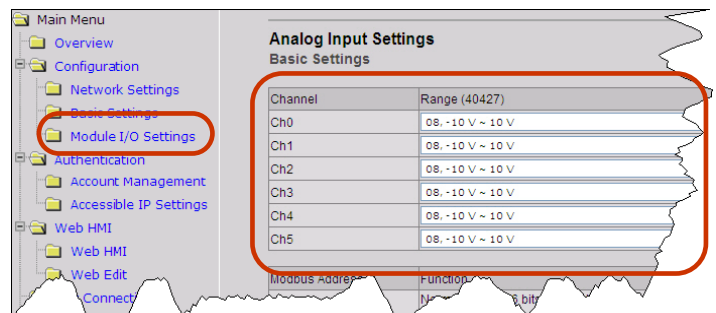 Main Menu
Overview
Configuration
Network Settings
Basic Settings
Module I/O Settings
Authentication
Account Management
Accessible IP Settings
Web HMI
Web HMI
Web Edit
Connecti
Analog Input Settings
Basic Settings
Channel Range (40427)
Ch0 08, -10 V ~ 10 V
Ch1 08, -10 V ~ 10 V
Ch2 08, -10 V ~ 10 V
Ch3 08, -10 V ~ 10 V
Ch4 08, -10 V ~ 10 V
Ch5 08, -10 V ~ 10 V
Modbus Address Function
bits